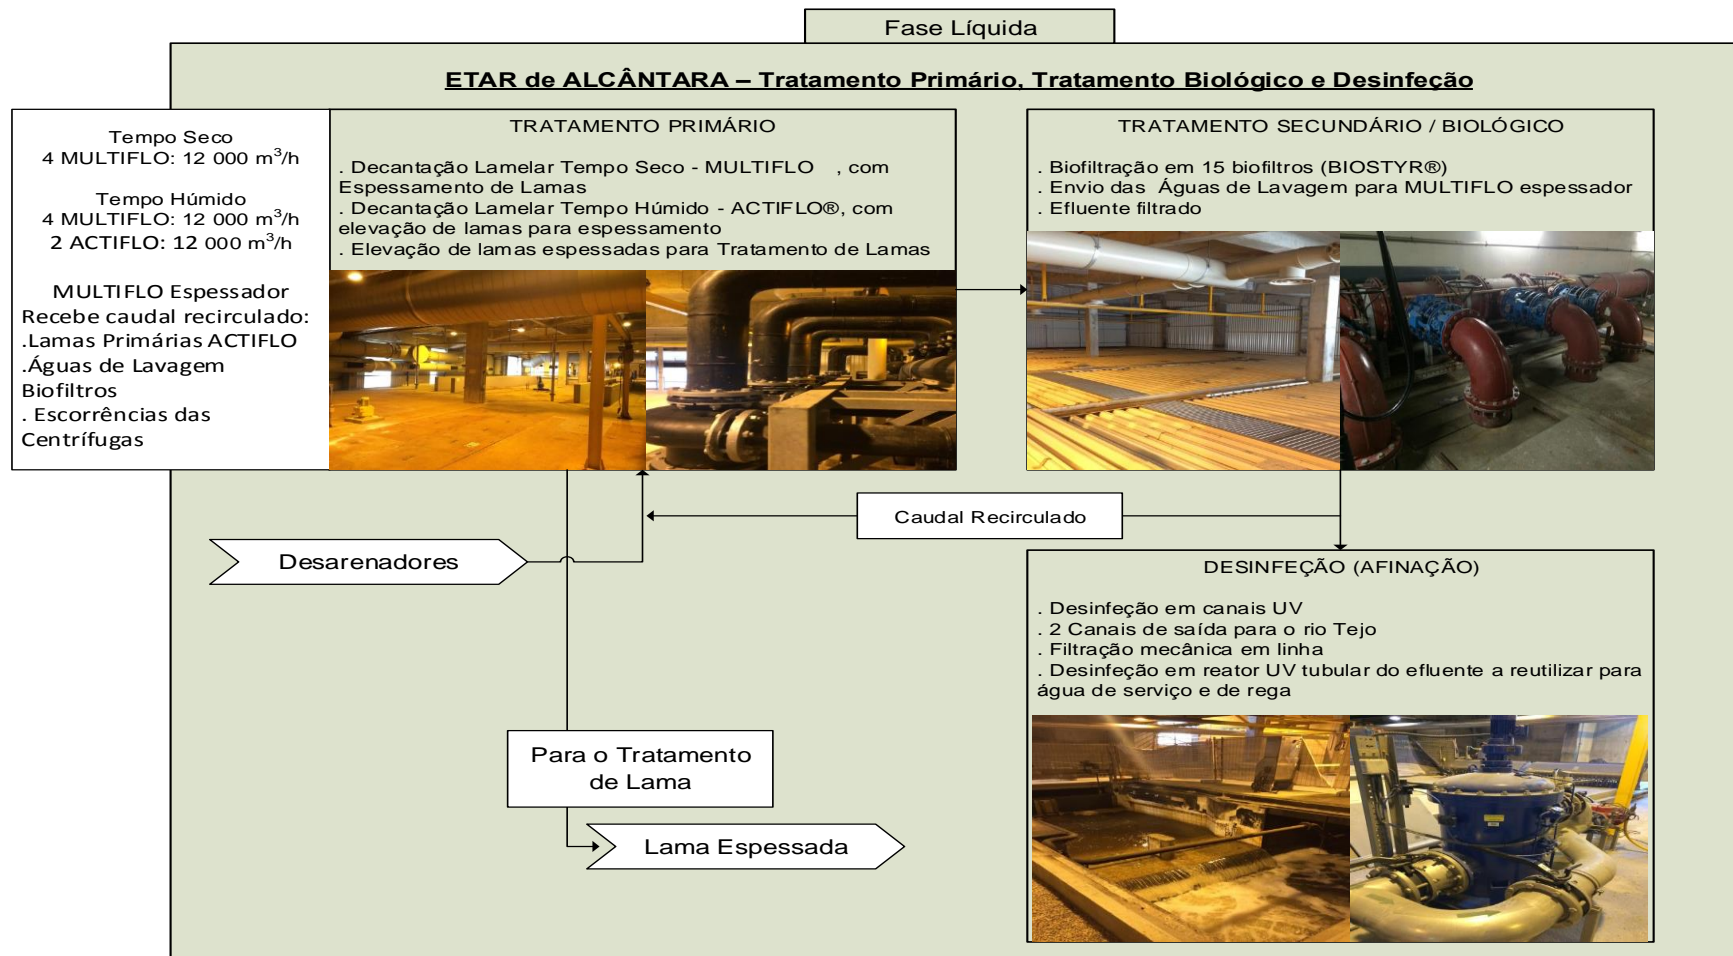 Fase Líquida
ETAR de ALCÂNTARA – Tratamento Primário, Tratamento Biológico e Desinfeção
Tempo Seco
4 MULTIFLO: 12 000 m³/h
Tempo Húmido
4 MULTIFLO: 12 000 m³/h
2 ACTIFLO: 12 000 m³/h
MULTIFLO Espessador
Recebe caudal recirculado:
.Lamas Primárias ACTIFLO
.Águas de Lavagem
Biofiltros
. Escorrências das
Centrífugas
TRATAMENTO PRIMÁRIO
. Decantação Lamelar Tempo Seco - MULTIFLO , com
Espessamento de Lamas
. Decantação Lamelar Tempo Húmido - ACTIFLO®, com
elevação de lamas para espessamento
. Elevação de lamas espessadas para Tratamento de Lamas
TRATAMENTO SECUNDÁRIO / BIOLÓGICO
. Biofiltração em 15 biofiltros (BIOSTYR®)
. Envio das Águas de Lavagem para MULTIFLO espessador
. Efluente filtrado
Caudal Recirculado
Desarenadores
DESINFEÇÃO (AFINAÇÃO)
. Desinfeção em canais UV
. 2 Canais de saída para o rio Tejo
. Filtração mecânica em linha
. Desinfeção em reator UV tubular do efluente a reutilizar para
água de serviço e de rega
Para o Tratamento
de Lama
Lama Espessada